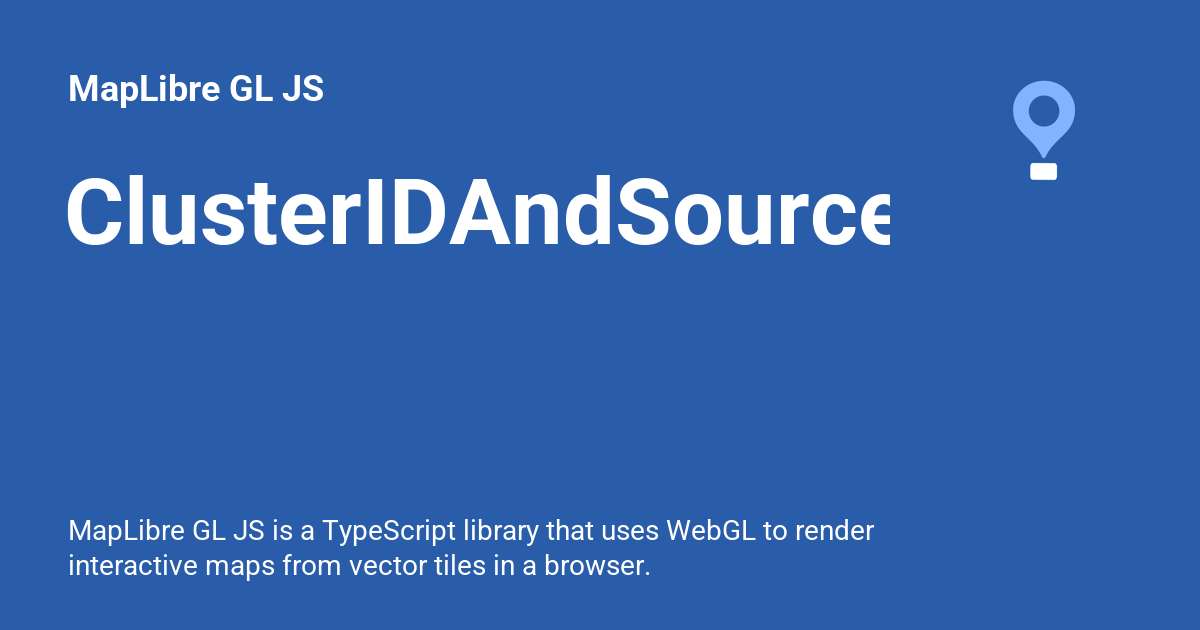 MapLibre GL JS
ClusterIDAndSource
MapLibre GL JS is a TypeScript library that uses WebGL to render
interactive maps from vector tiles in a browser.